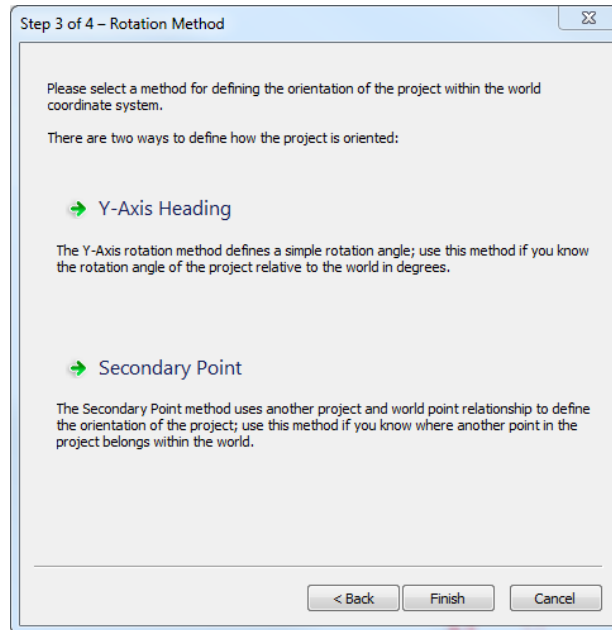 Step 3 of 4 – Rotation Method
Please select a method for defining the orientation of the project within the world
coordinate system.
There are two ways to define how the project is oriented:
Y-Axis Heading
The Y-Axis rotation method defines a simple rotation angle; use this method if you know
the rotation angle of the project relative to the world in degrees.
Secondary Point
The Secondary Point method uses another project and world point relationship to define
the orientation of the project; use this method if you know where another point in the
project belongs within the world.
< Back Finish Cancel